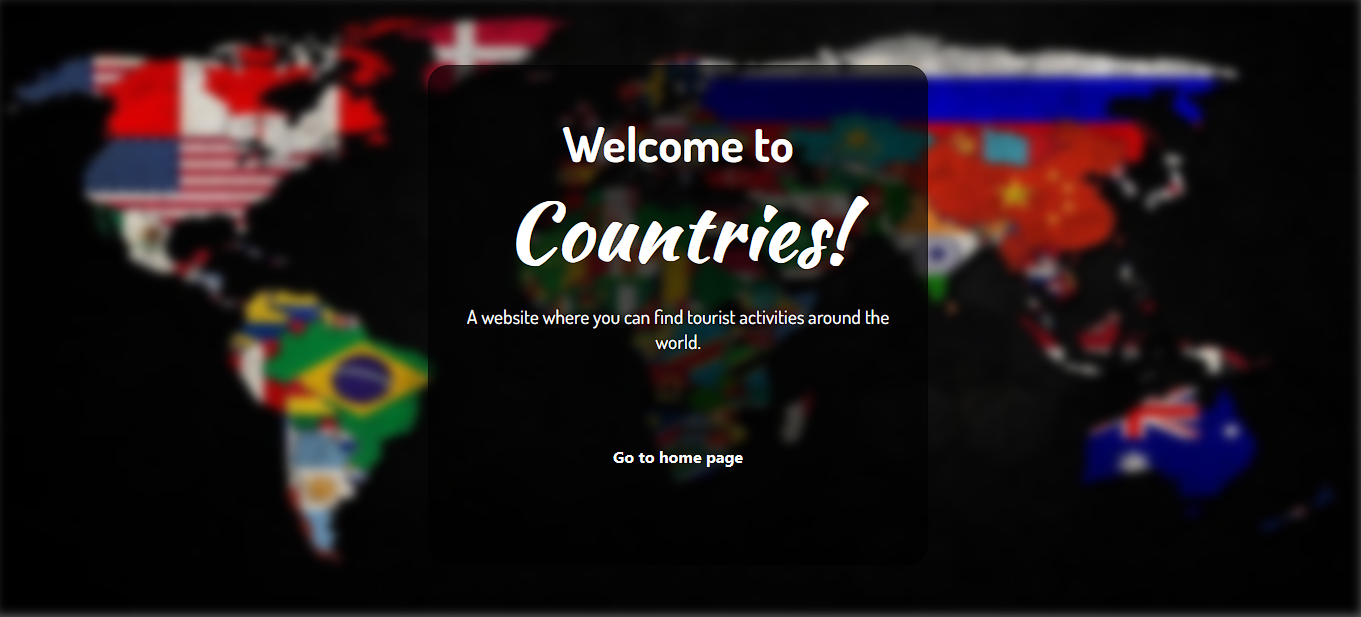 Welcome to
Countries!
A website where you can find tourist activities around the
world.
Go to home page